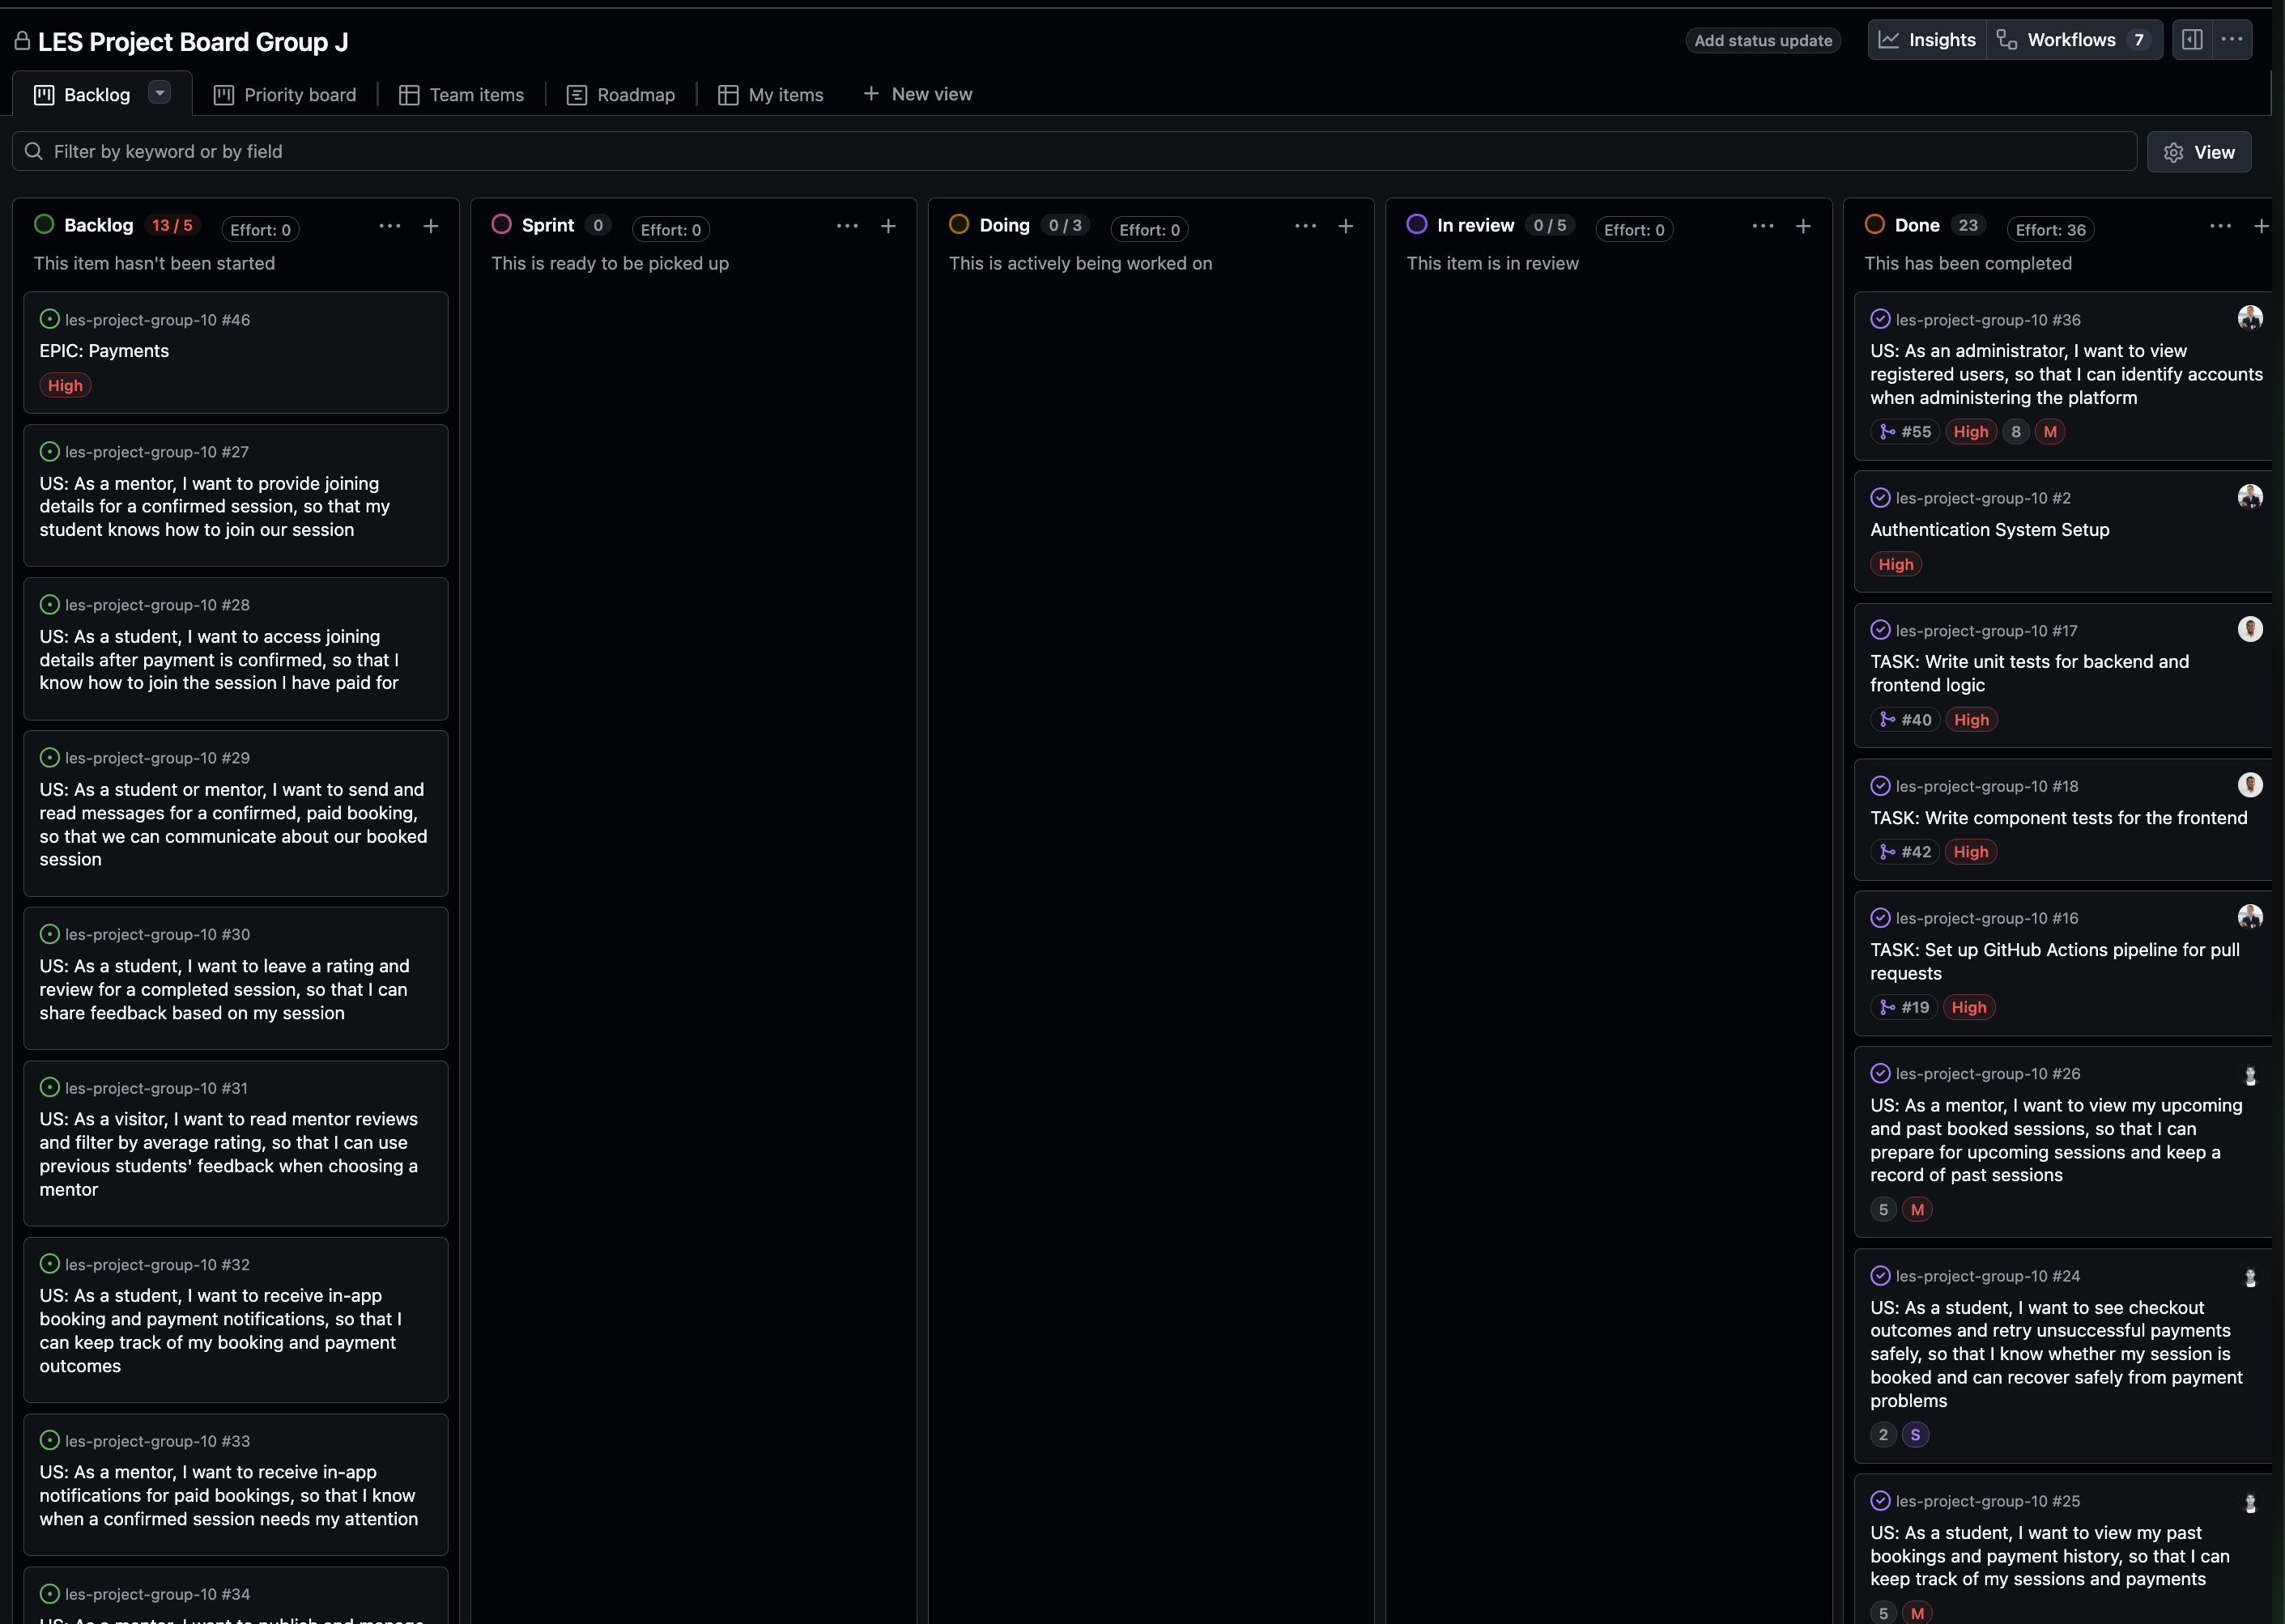 LES Project Board Group J
Add status update
Insights
Workflows 7
Backlog
Priority board
Team items
Roadmap
My items
New view
Filter by keyword or by field
View
Backlog 13 / 5 Effort: 0
This item hasn't been started
les-project-group-10 #46
EPIC: Payments
High
les-project-group-10 #27
US: As a mentor, I want to provide joining
details for a confirmed session, so that my
student knows how to join our session
les-project-group-10 #28
US: As a student, I want to access joining
details after payment is confirmed, so that I
know how to join the session I have paid for
les-project-group-10 #29
US: As a student or mentor, I want to send and
read messages for a confirmed, paid booking,
so that we can communicate about our booked
session
les-project-group-10 #30
US: As a student, I want to leave a rating and
review for a completed session, so that I can
share feedback based on my session
les-project-group-10 #31
US: As a visitor, I want to read mentor reviews
and filter by average rating, so that I can use
previous students' feedback when choosing a
mentor
les-project-group-10 #32
US: As a student, I want to receive in-app
booking and payment notifications, so that I
can keep track of my booking and payment
outcomes
les-project-group-10 #33
US: As a mentor, I want to receive in-app
notifications for paid bookings, so that I know
when a confirmed session needs my attention
les-project-group-10 #34
US: As a mentor, I want to publish and manage
Sprint 0 Effort: 0
This is ready to be picked up
Doing 0 / 3 Effort: 0
This is actively being worked on
In review 0 / 5 Effort: 0
This item is in review
Done 23 Effort: 36
This has been completed
les-project-group-10 #36
US: As an administrator, I want to view
registered users, so that I can identify accounts
when administering the platform
#55 High 8 M
les-project-group-10 #2
Authentication System Setup
High
les-project-group-10 #17
TASK: Write unit tests for backend and
frontend logic
#40 High
les-project-group-10 #18
TASK: Write component tests for the frontend
#42 High
les-project-group-10 #16
TASK: Set up GitHub Actions pipeline for pull
requests
#19 High
les-project-group-10 #26
US: As a mentor, I want to view my upcoming
and past booked sessions, so that I can
prepare for upcoming sessions and keep a
record of past sessions
5 M
les-project-group-10 #24
US: As a student, I want to see checkout
outcomes and retry unsuccessful payments
safely, so that I know whether my session is
booked and can recover safely from payment
problems
2 S
les-project-group-10 #25
US: As a student, I want to view my past
bookings and payment history, so that I can
keep track of my sessions and payments
5 M